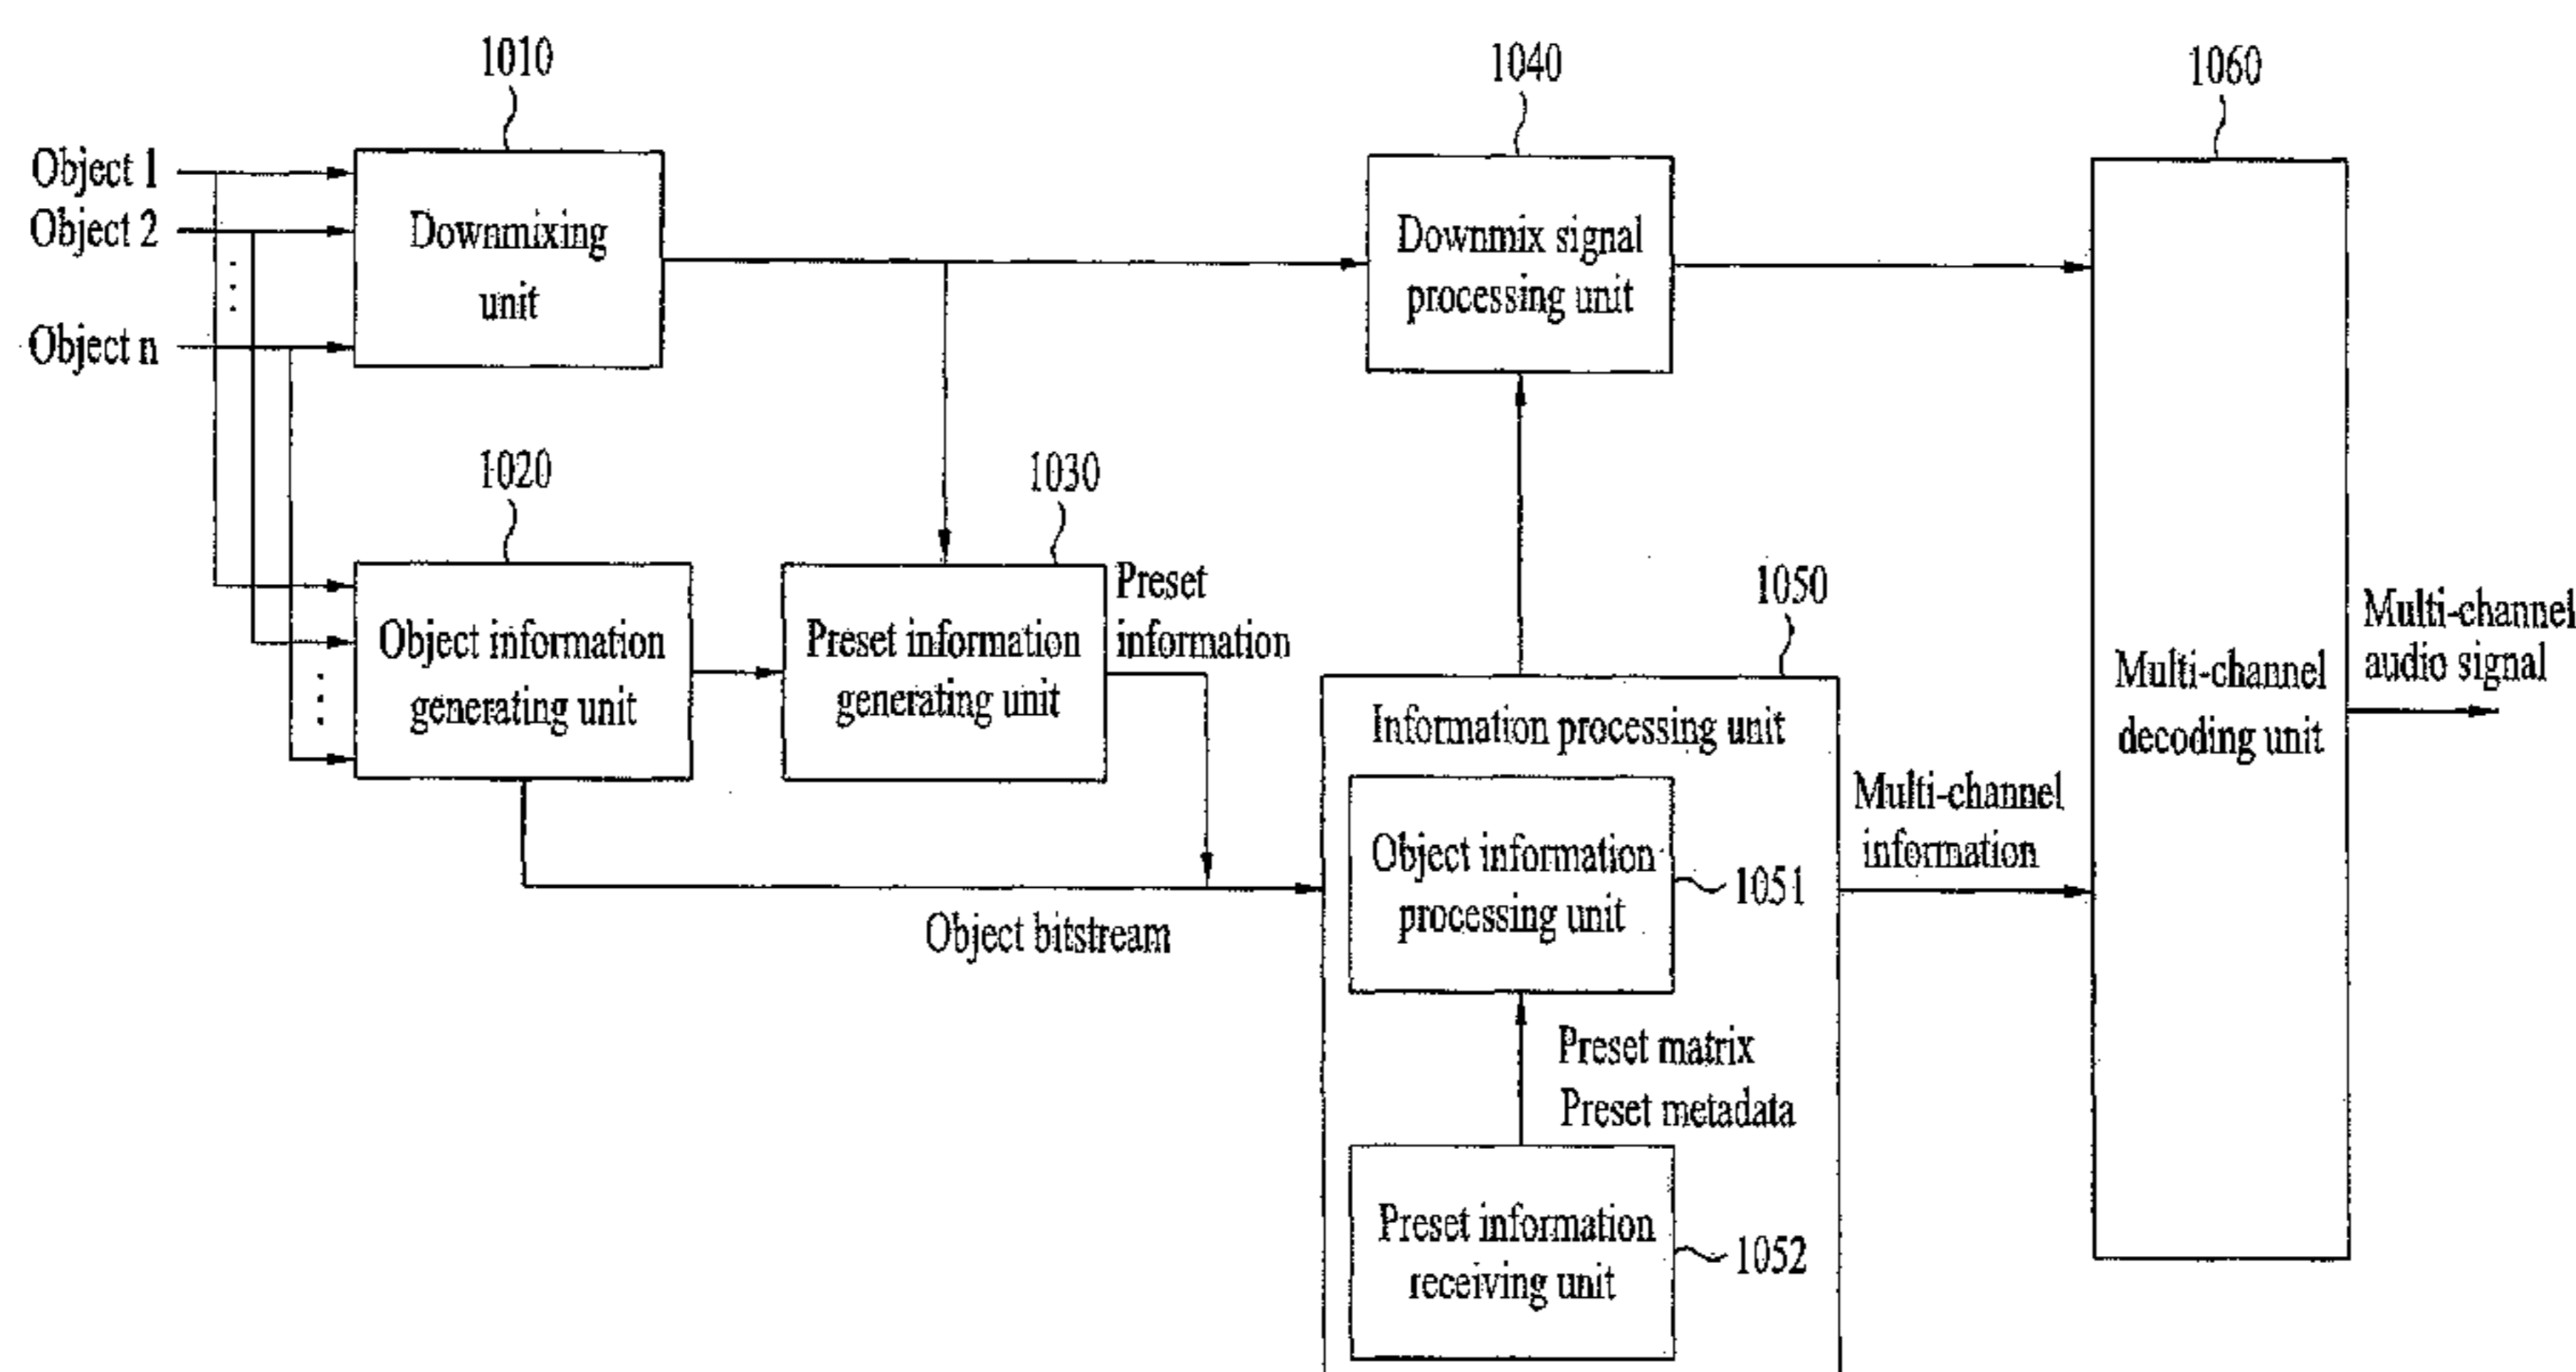 1010
1040
1060
Object 1
Object 2
Object n
Downmixing
unit
Downmix signal
processing unit
1020
1030
1050
Object information
generating unit
Preset information
generating unit
Preset
information
Object bitstream
Information processing unit
Object information
processing unit
1051
Preset matrix
Preset metadata
Preset information
receiving unit
1052
Multi-channel
information
Multi-channel
decoding unit
Multi-channel
audio signal